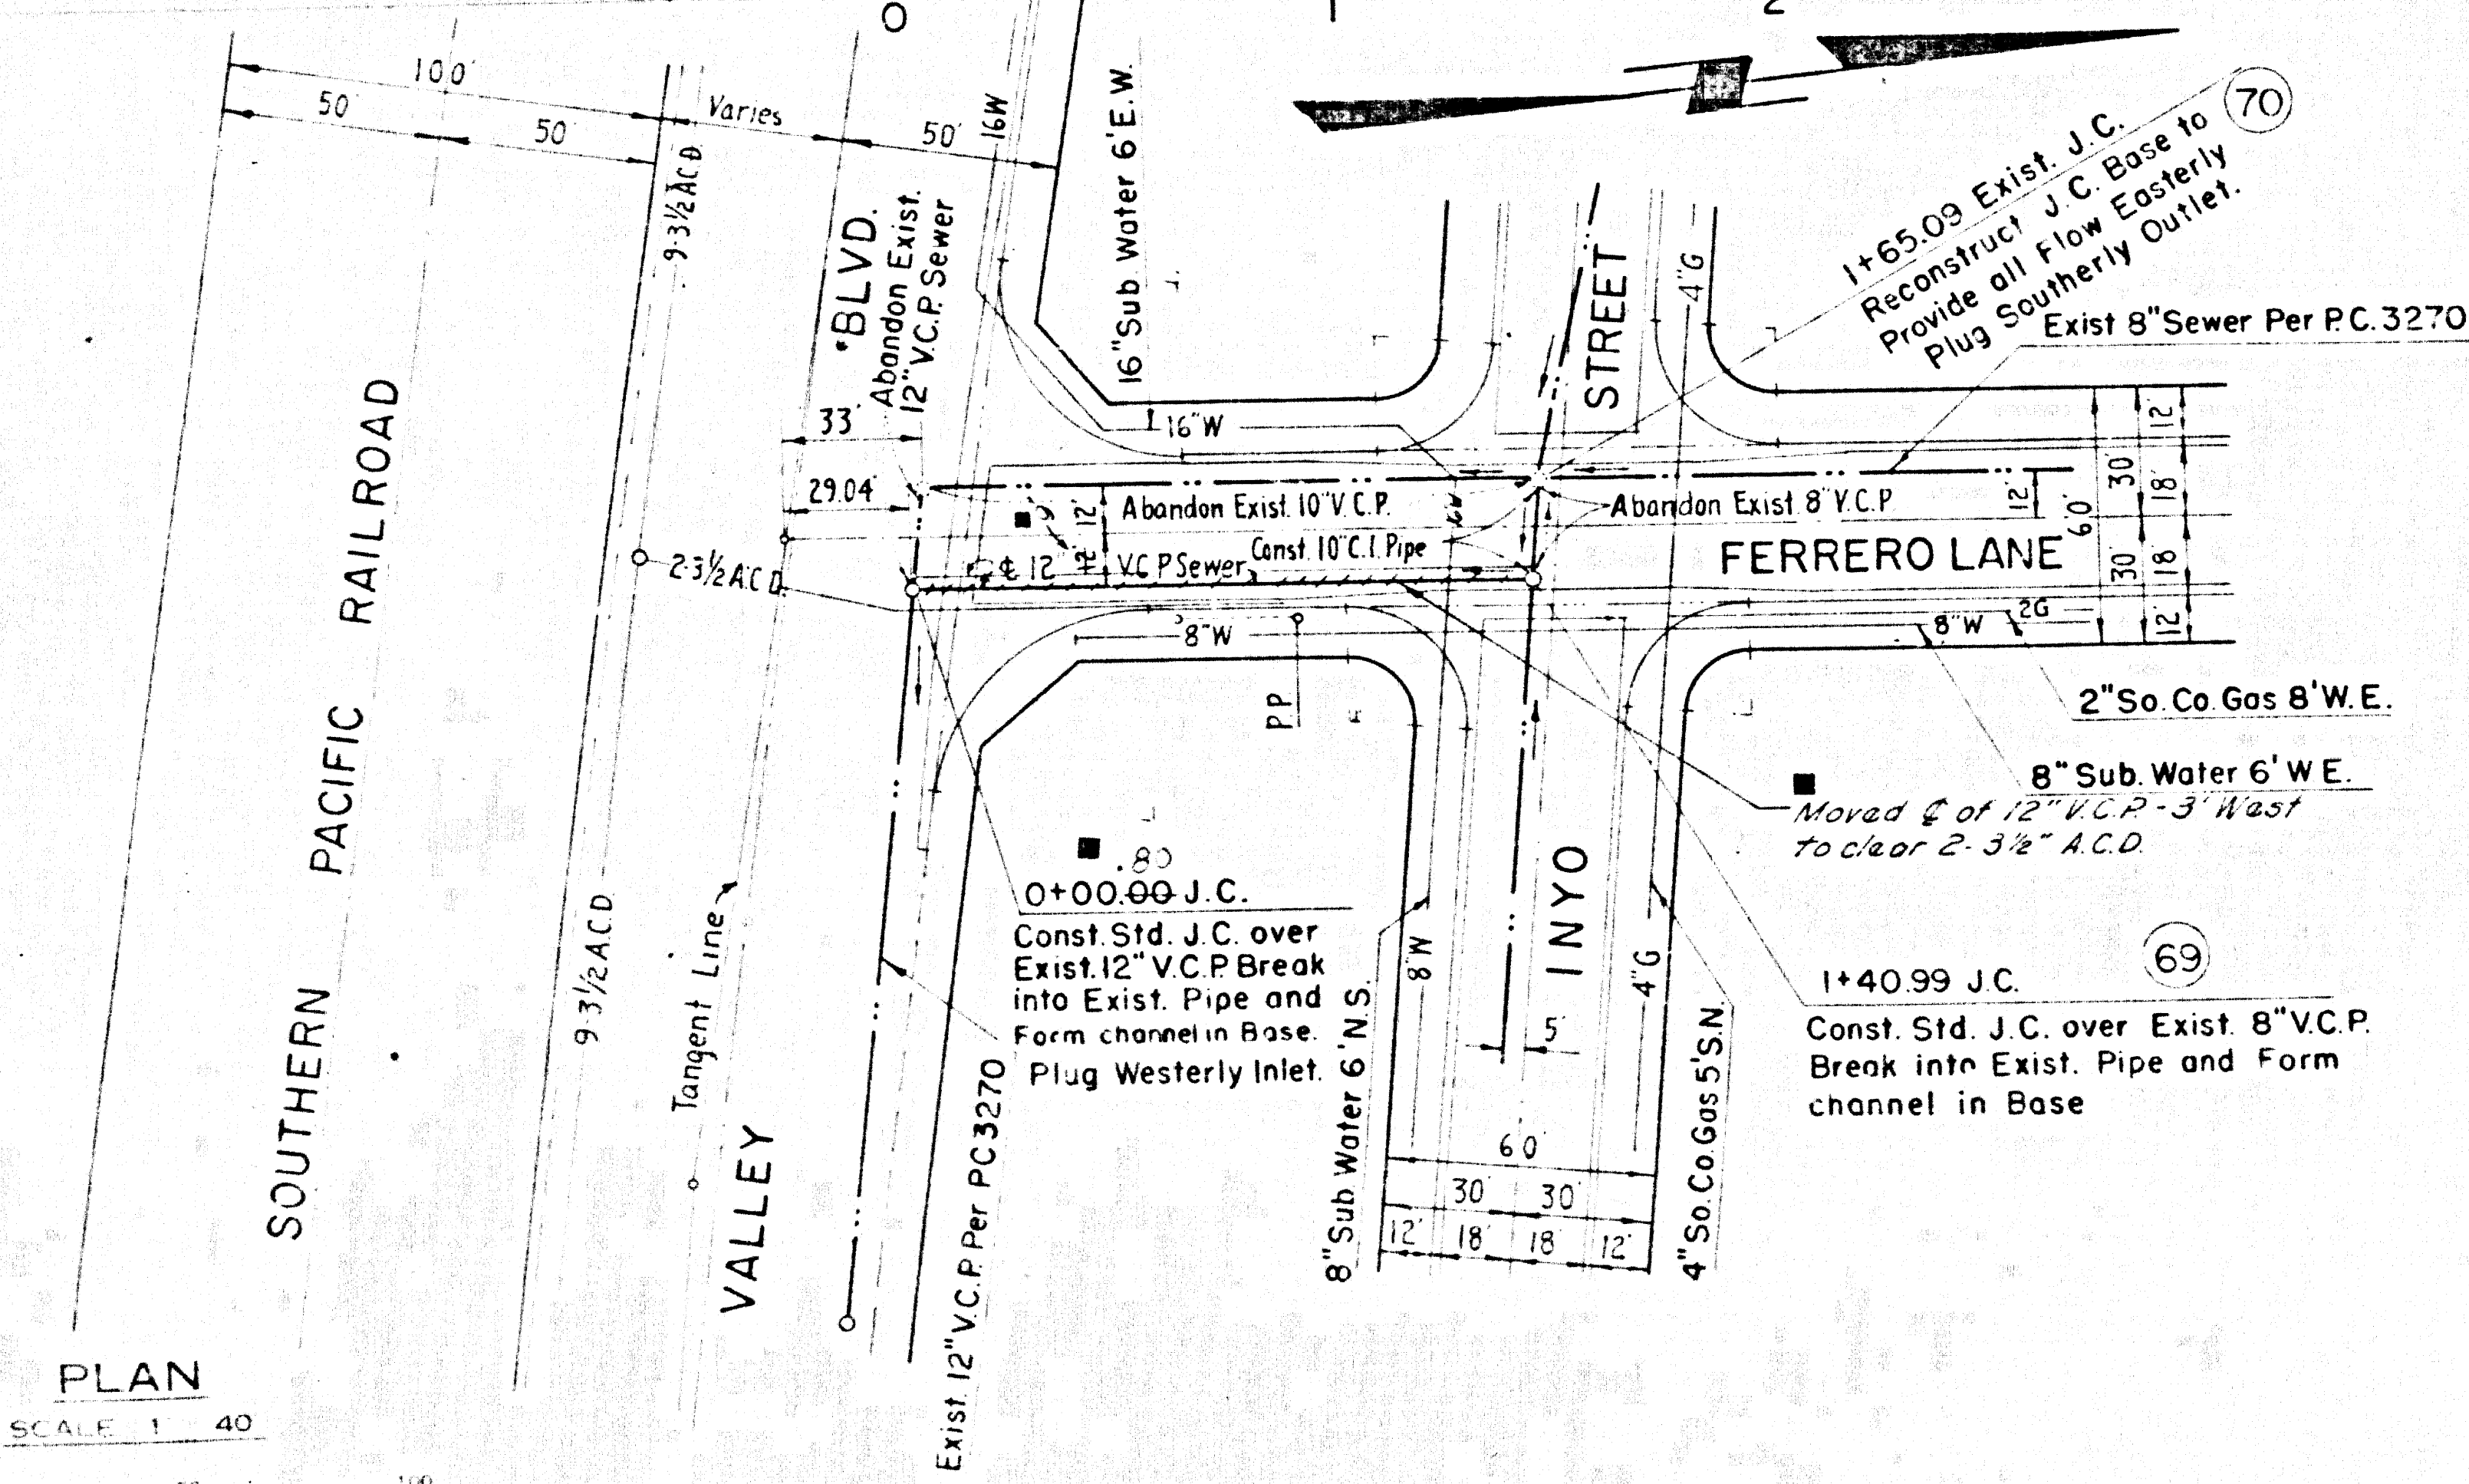 0
1
2
100'
50'
50'
Varies
50'
16W
9-3½ A.C.D.
*BLVD.
Abandon Exist.
12" V.C.P. Sewer
16" Sub Water 6' E.W.
STREET
4"G
70
1+65.09 Exist. J.C.
Reconstruct J.C. Base to
Provide all Flow Easterly
Plug Southerly Outlet.
Exist 8" Sewer Per P.C. 3270
33'
16"W
29.04'
Abandon Exist. 10" V.C.P.
Abandon Exist 8" V.C.P.
9'
12'
6W
12'
12'
30'
18'
60'
30'
18
12'
FERRERO LANE
2-3½ A.C.D.
℄ 12" V.C.P. Sewer
Const. 10" C.I. Pipe
8"W
8"W
2G
PP
2" So. Co. Gas 8' W.E.
8" Sub. Water 6' W E.
Moved ℄ of 12" V.C.P. - 3' West
to clear 2-3½" A.C.D.
SOUTHERN PACIFIC RAILROAD
9-3½ A.C.D.
Tangent Line
VALLEY
Exist. 12" V.C.P. Per PC 3270
.80
0+00.00 J.C.
Const. Std. J.C. over
Exist. 12" V.C.P. Break
into Exist. Pipe and
Form channel in Base.
Plug Westerly Inlet.
8" Sub Water 6' N.S.
8"W
INYO
5'
4"G
4" So. Co. Gas 5' S.N.
69
1+40.99 J.C.
Const. Std. J.C. over Exist. 8" V.C.P.
Break into Exist. Pipe and Form
channel in Base
60'
30' 30'
12' 18' 18' 12'
PLAN
SCALE 1 40
100